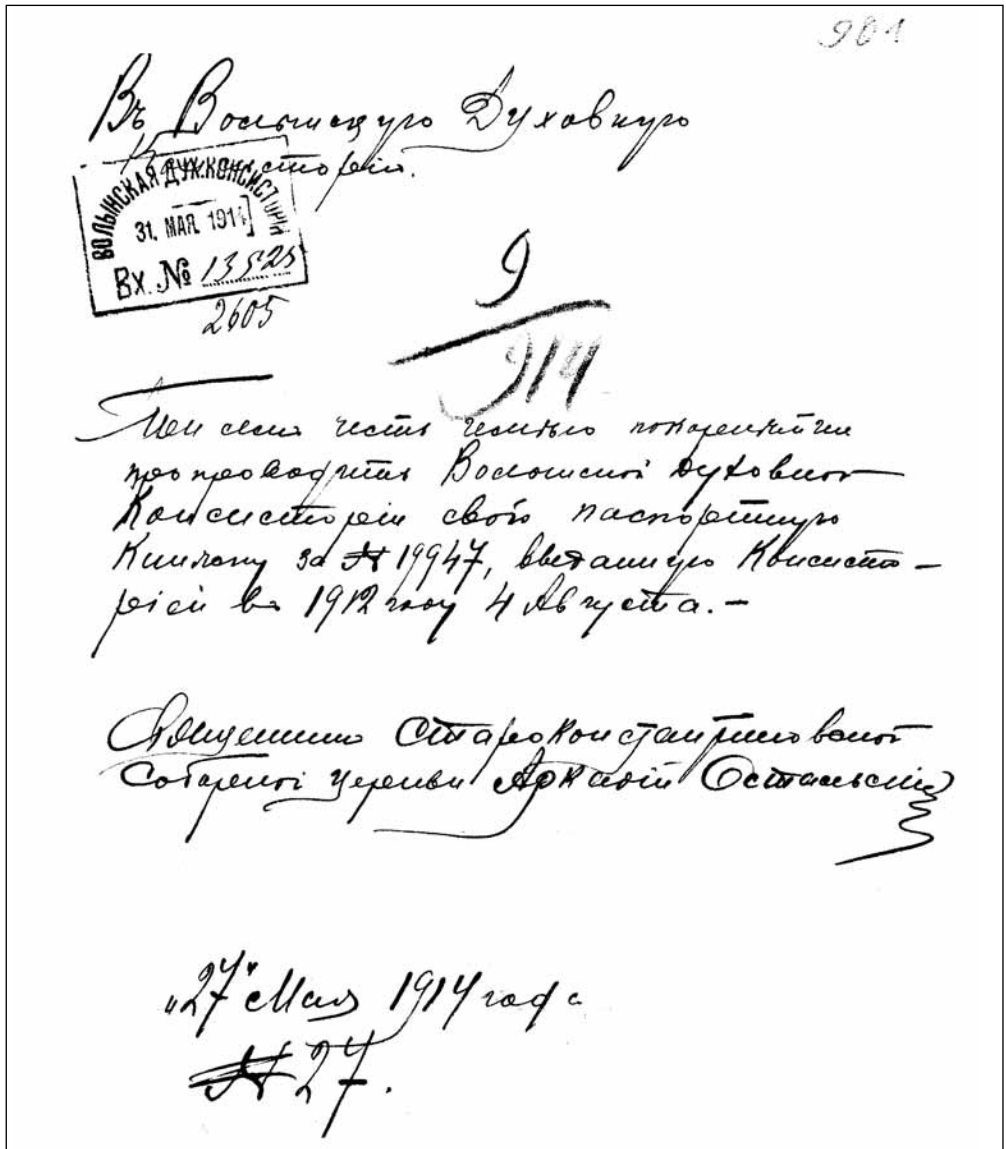 901
Въ Волынскую Духовную
Консисторію.
ВОЛЫНСКАЯ ДУХ. КОНСИСТОРІЯ
31. МАЯ. 1914
Вх. № 13525
2605
9
914
Имѣю честь при семъ покорнѣйше
препроводить Волынской Духовной
Консисторіи свою паспортную
Книжку за № 19947, выданную Консисто-
ріей въ 1912 году 4 Августа. -
Священникъ Староконстантиновской
Соборной церкви Аркадій Остальскій
"27" Мая 1914 года
№ 27.